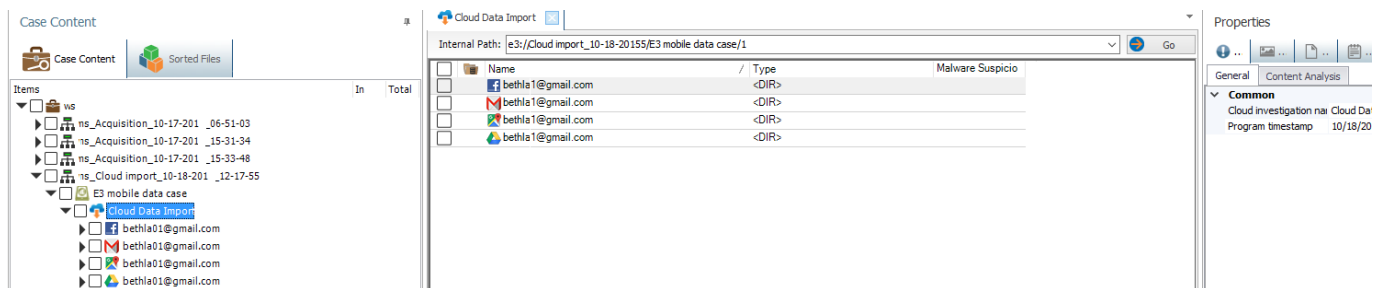 Case Content
Case Content
Sorted Files
Items In Total
ws
ns_Acquisition_10-17-201 _06-51-03
ns_Acquisition_10-17-201 _15-31-34
ns_Acquisition_10-17-201 _15-33-48
ns_Cloud import_10-18-201 _12-17-55
E3 mobile data case
Cloud Data Import
bethla01@gmail.com
bethla01@gmail.com
bethla01@gmail.com
bethla01@gmail.com
Cloud Data Import
Internal Path: e3://Cloud import_10-18-20155/E3 mobile data case/1 Go
Name / Type Malware Suspicio
bethla1@gmail.com <DIR>
bethla1@gmail.com <DIR>
bethla1@gmail.com <DIR>
bethla1@gmail.com <DIR>
Properties
General Content Analysis
Common
Cloud investigation nar Cloud Da
Program timestamp 10/18/20